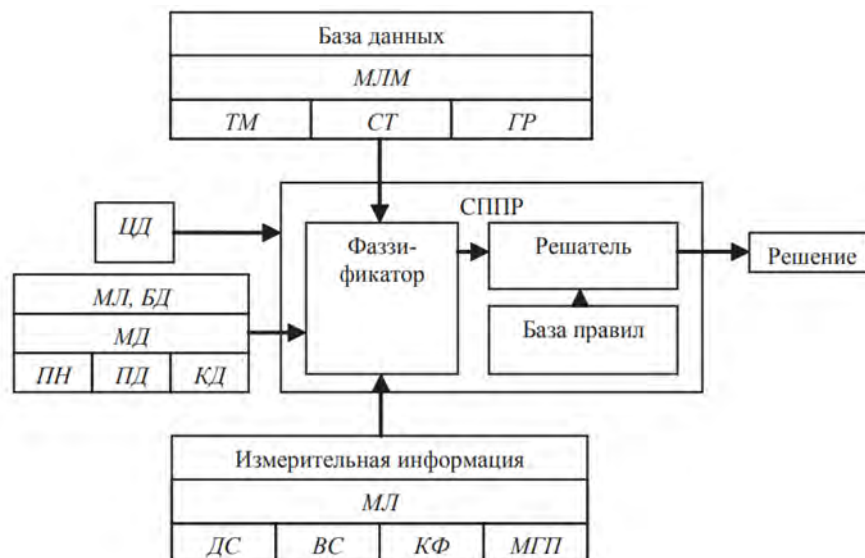 База данных
МЛМ
ТМ СТ ГР
СППР
ЦД
Фаззи-
фикатор
Решатель
Решение
МЛ, БД
МД
ПН ПД КД
База правил
Измерительная информация
МЛ
ДС ВС КФ МГП